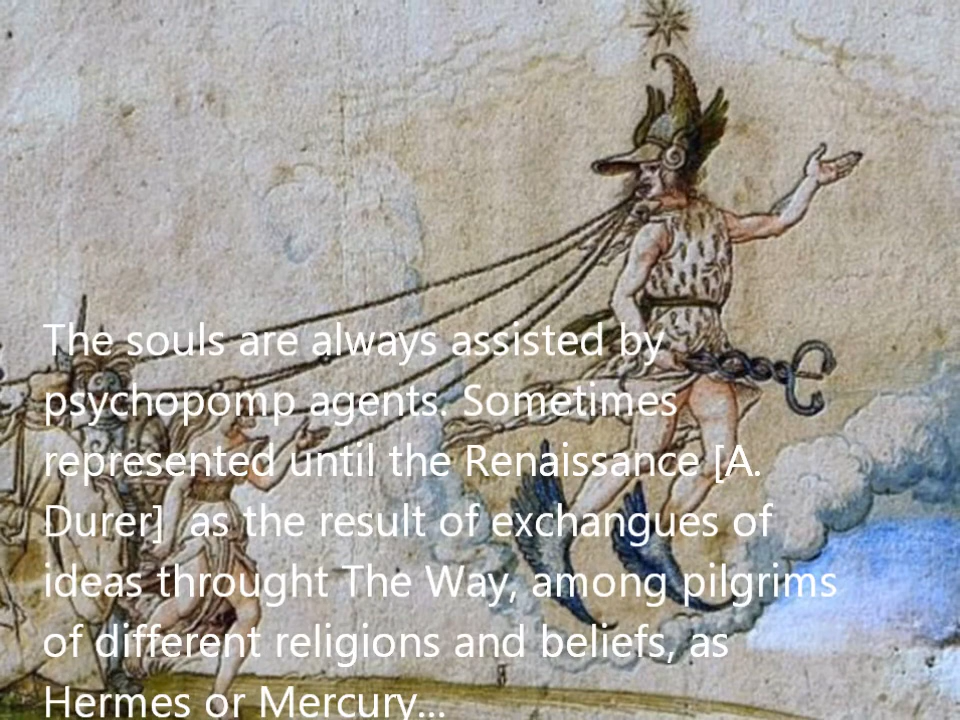 The souls are always assisted by
psychopomp agents. Sometimes
represented until the Renaissance [A.
Durer]  as the result of exchangues of
ideas throught The Way, among pilgrims
of different religions and beliefs, as
Hermes or Mercury...